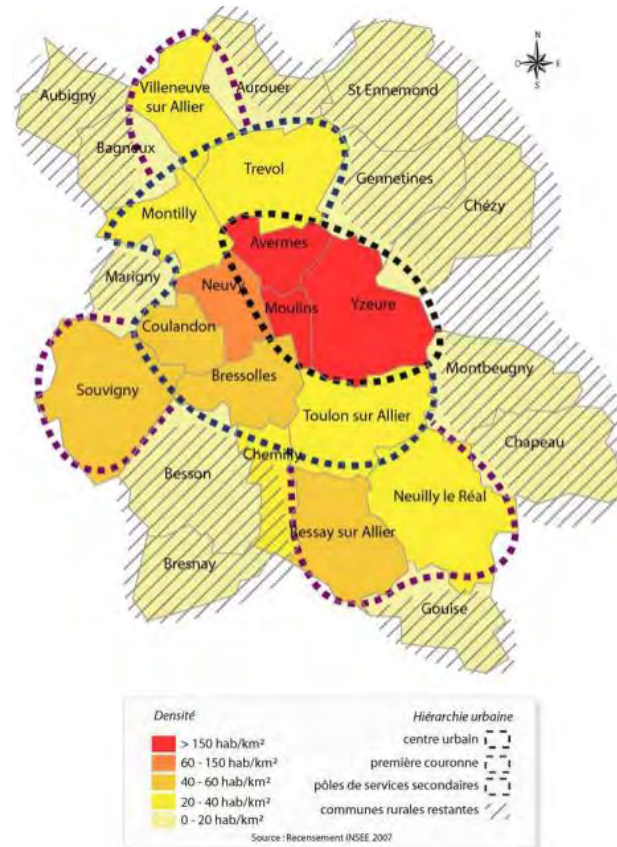 N
O
E
S
Villeneuve
sur Allier
Aubigny
Aurouer
St Ennemond
Bagneux
Trevol
Gennetines
Chézy
Montilly
Avermes
Marigny
Neuvy
Moulins
Yzeure
Coulandon
Souvigny
Bressolles
Montbeugny
Toulon sur Allier
Chapeau
Chemilly
Besson
Neuilly le Réal
Bessay sur Allier
Bresnay
Gouise
Densité
> 150 hab/km²
60 - 150 hab/km²
40 - 60 hab/km²
20 - 40 hab/km²
0 - 20 hab/km²
Hiérarchie urbaine
centre urbain
première couronne
pôles de services secondaires
communes rurales restantes
Source : Recensement INSEE 2007